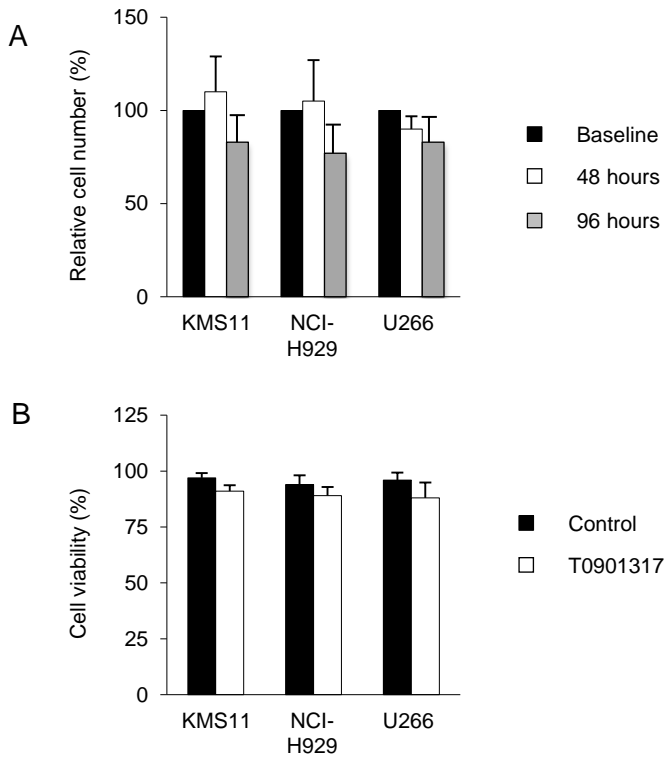 A
Relative cell number (%)
150
100
50
0
KMS11
NCI-
H929
U266
Baseline
48 hours
96 hours
B
Cell viability (%)
125
100
75
50
25
0
KMS11
NCI-
H929
U266
Control
T0901317